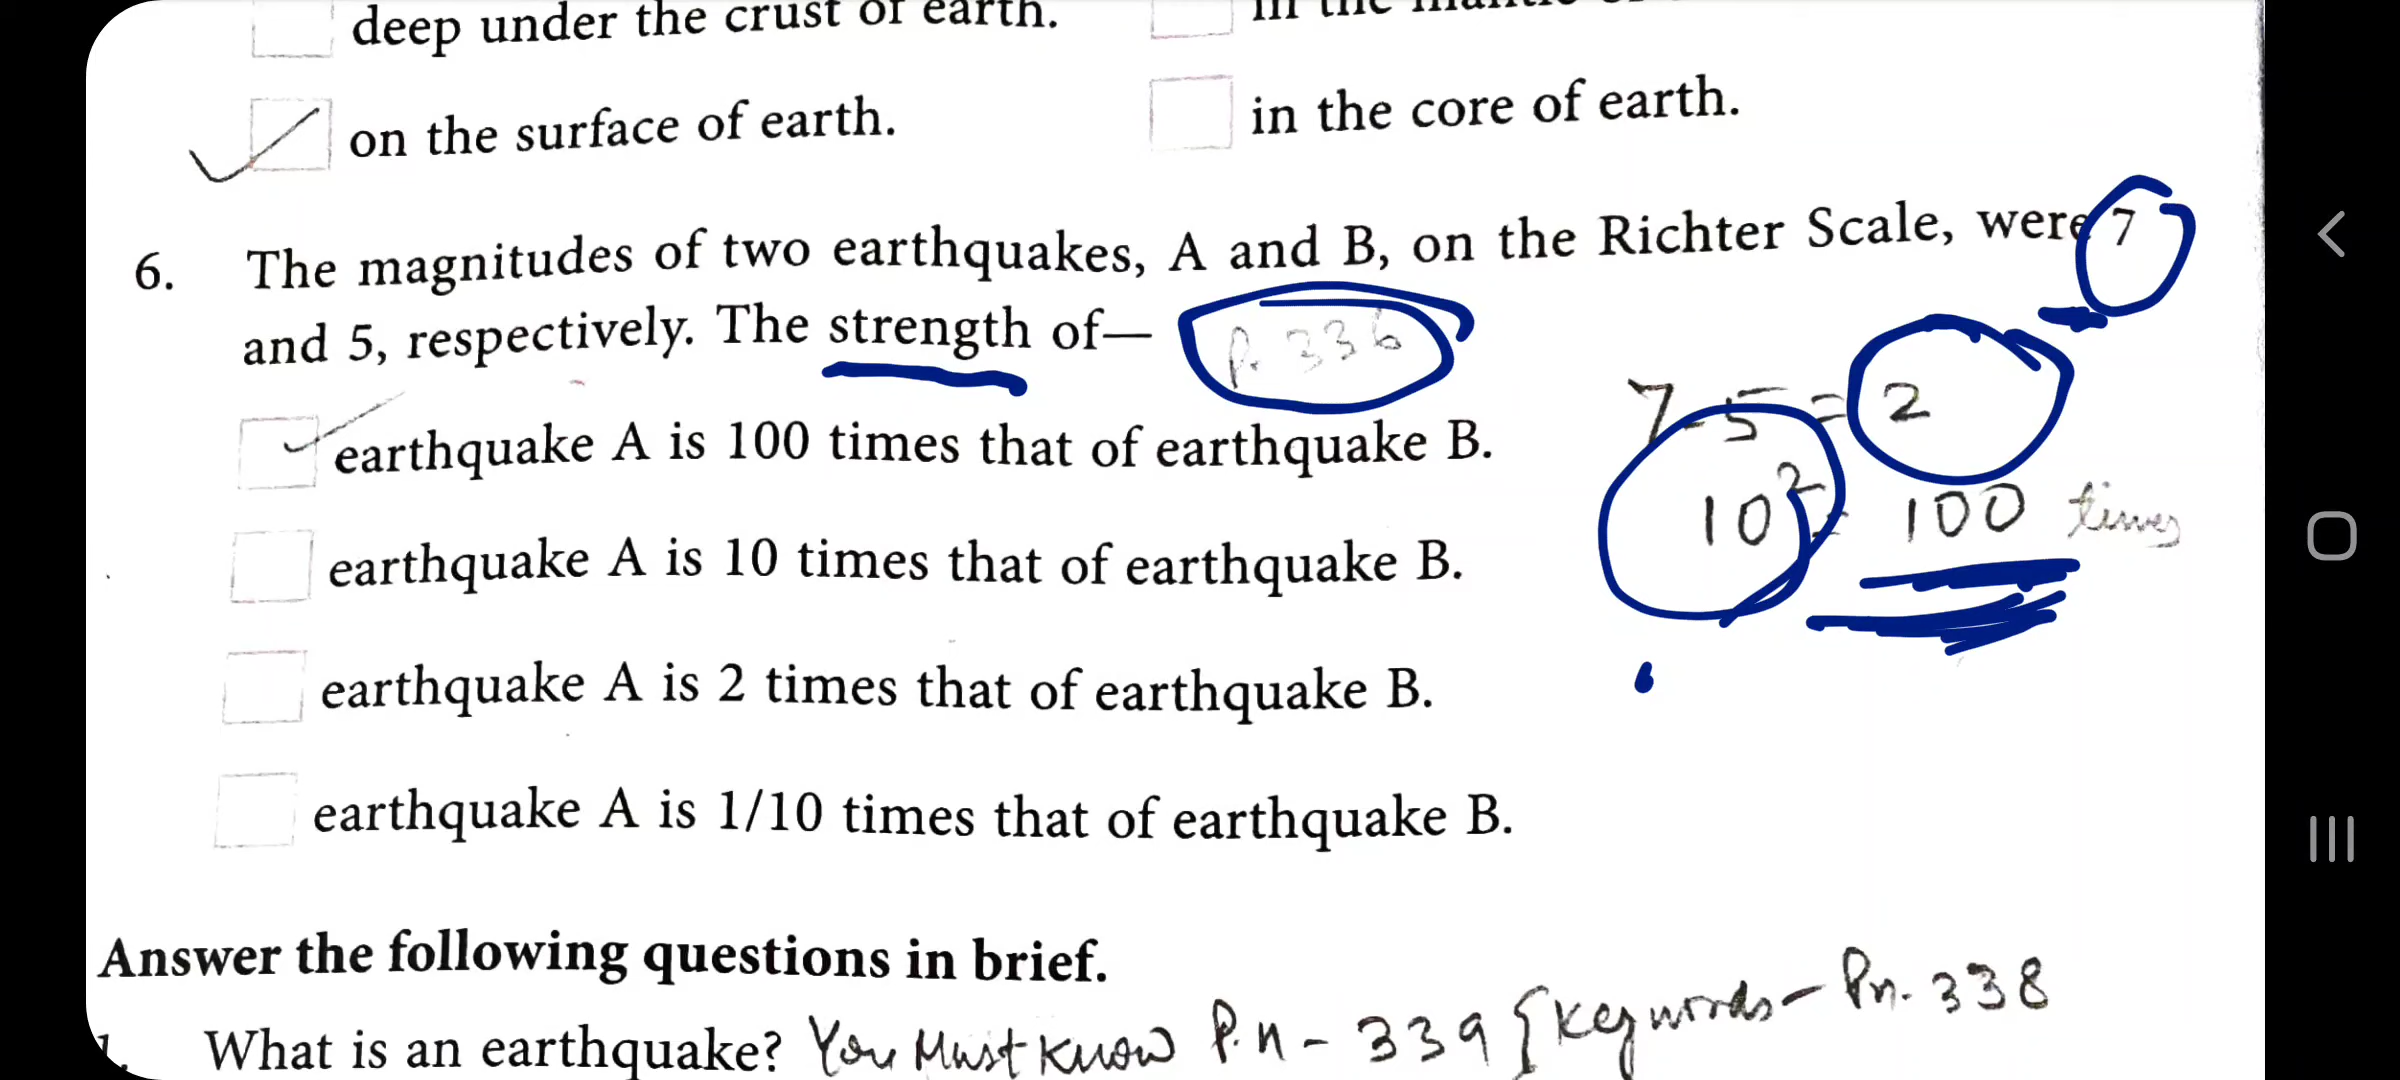 deep under the crust of earth.
on the surface of earth.
in the core of earth.
6. The magnitudes of two earthquakes, A and B, on the Richter Scale, were 7
and 5, respectively. The strength of— P. 336
7-5 = 2
earthquake A is 100 times that of earthquake B.
10² = 100 times
earthquake A is 10 times that of earthquake B.
earthquake A is 2 times that of earthquake B.
earthquake A is 1/10 times that of earthquake B.
Answer the following questions in brief.
1. What is an earthquake? You Must Know P.n - 339 { Keywords - Pn. 338